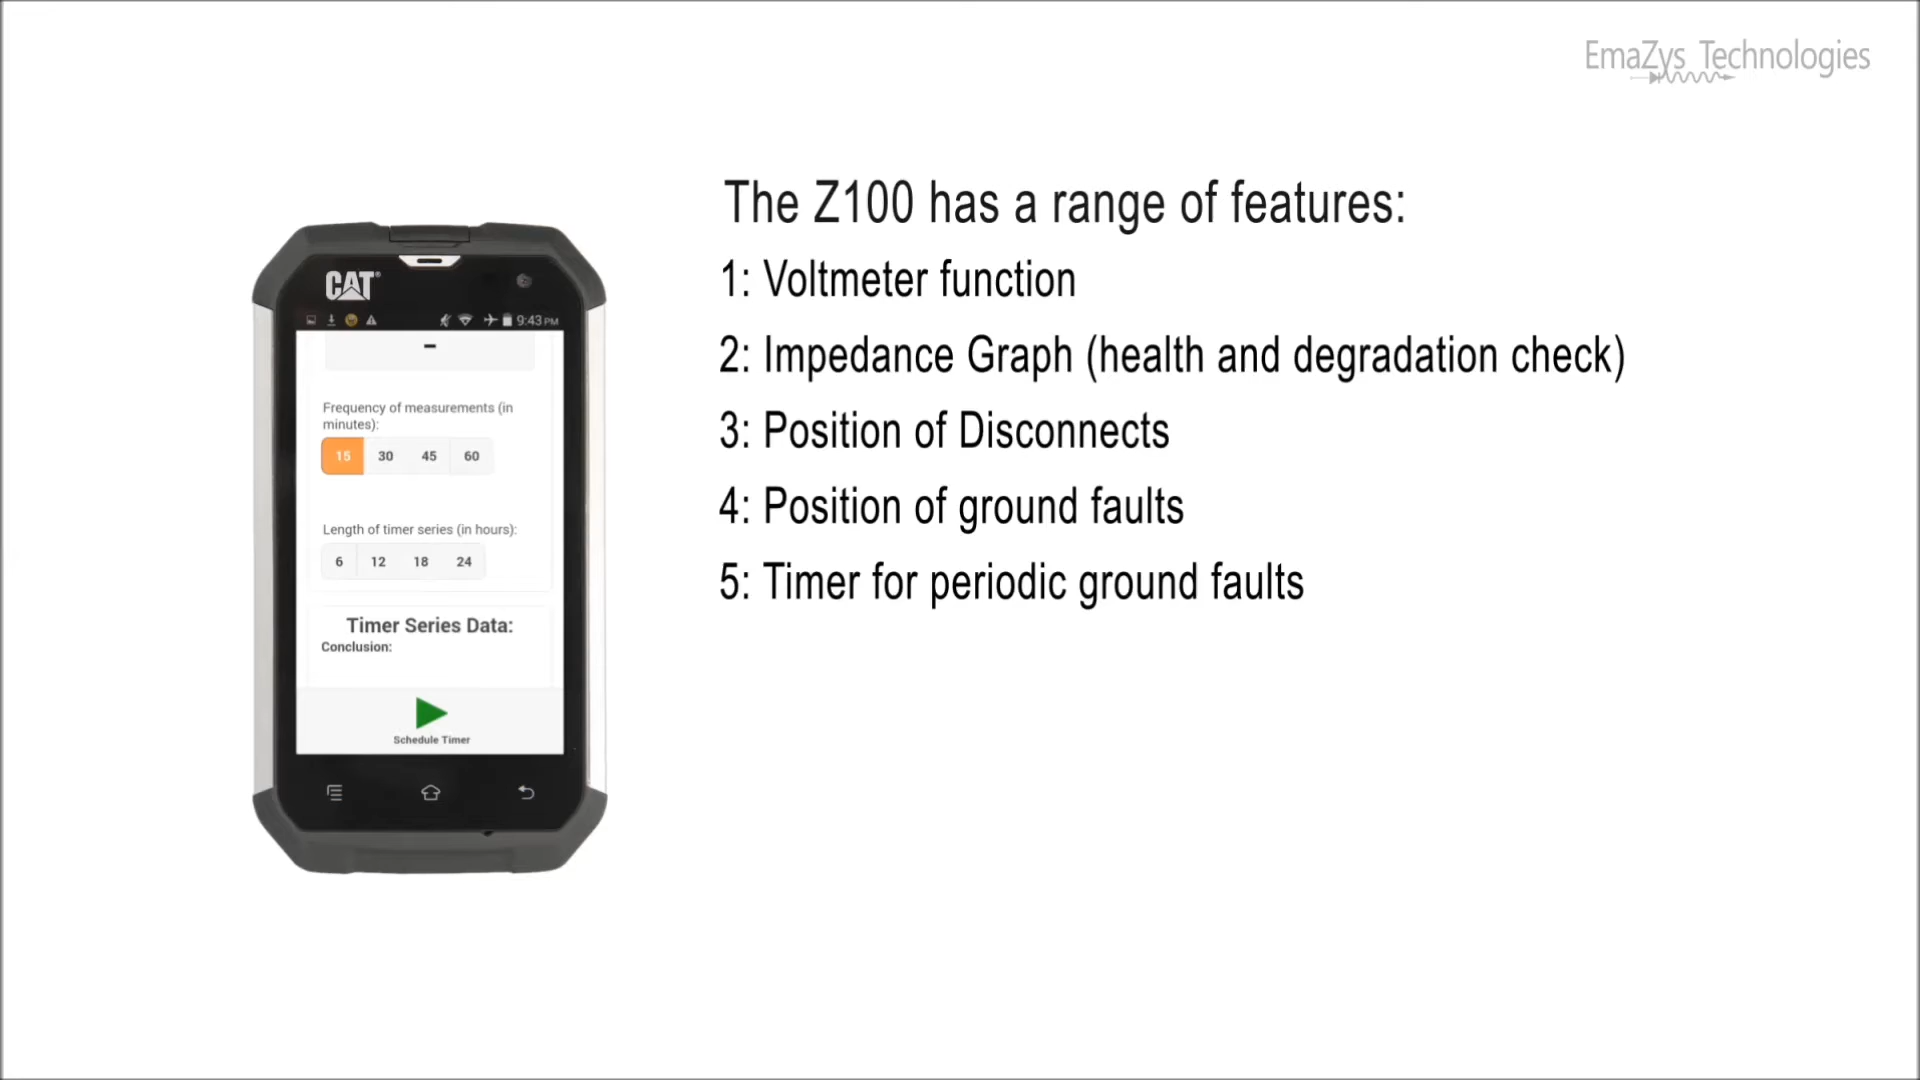 EmaZys Technologies
The Z100 has a range of features:
1: Voltmeter function
2: Impedance Graph (health and degradation check)
3: Position of Disconnects
4: Position of ground faults
5: Timer for periodic ground faults
CAT®
9:43 PM
-
Frequency of measurements (in
minutes):
15 30 45 60
Length of timer series (in hours):
6 12 18 24
Timer Series Data:
Conclusion:
Schedule Timer